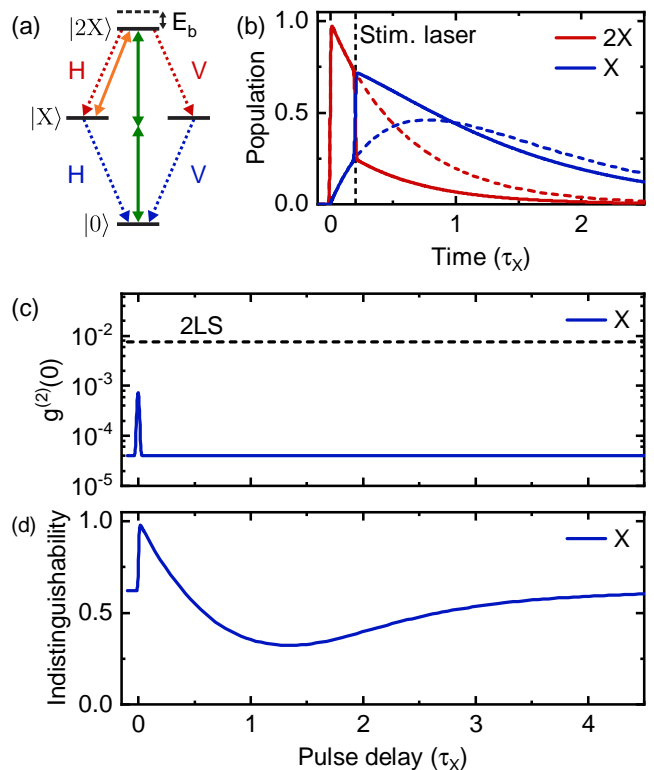 (a)
|2X⟩
E_b
H
V
|X⟩
H
V
|0⟩
(b)
Population
1.0
0.5
0.0
Stim. laser
2X
X
0
1
2
Time (τ_X)
(c)
g^(2)(0)
10^-2
10^-3
10^-4
10^-5
2LS
X
(d)
Indistinguishability
1.0
0.5
0.0
X
0
1
2
3
4
Pulse delay (τ_X)